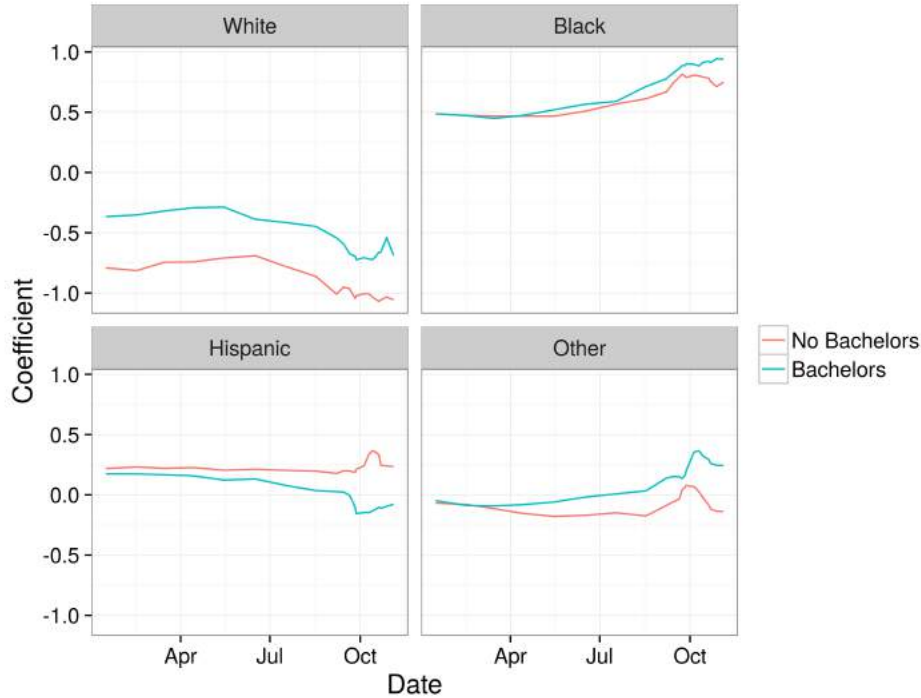 White
Black
1.0
0.5
0.0
-0.5
-1.0
Hispanic
Other
1.0
0.5
0.0
-0.5
-1.0
Apr
Jul
Oct
Apr
Jul
Oct
Date
Coefficient
No Bachelors
Bachelors